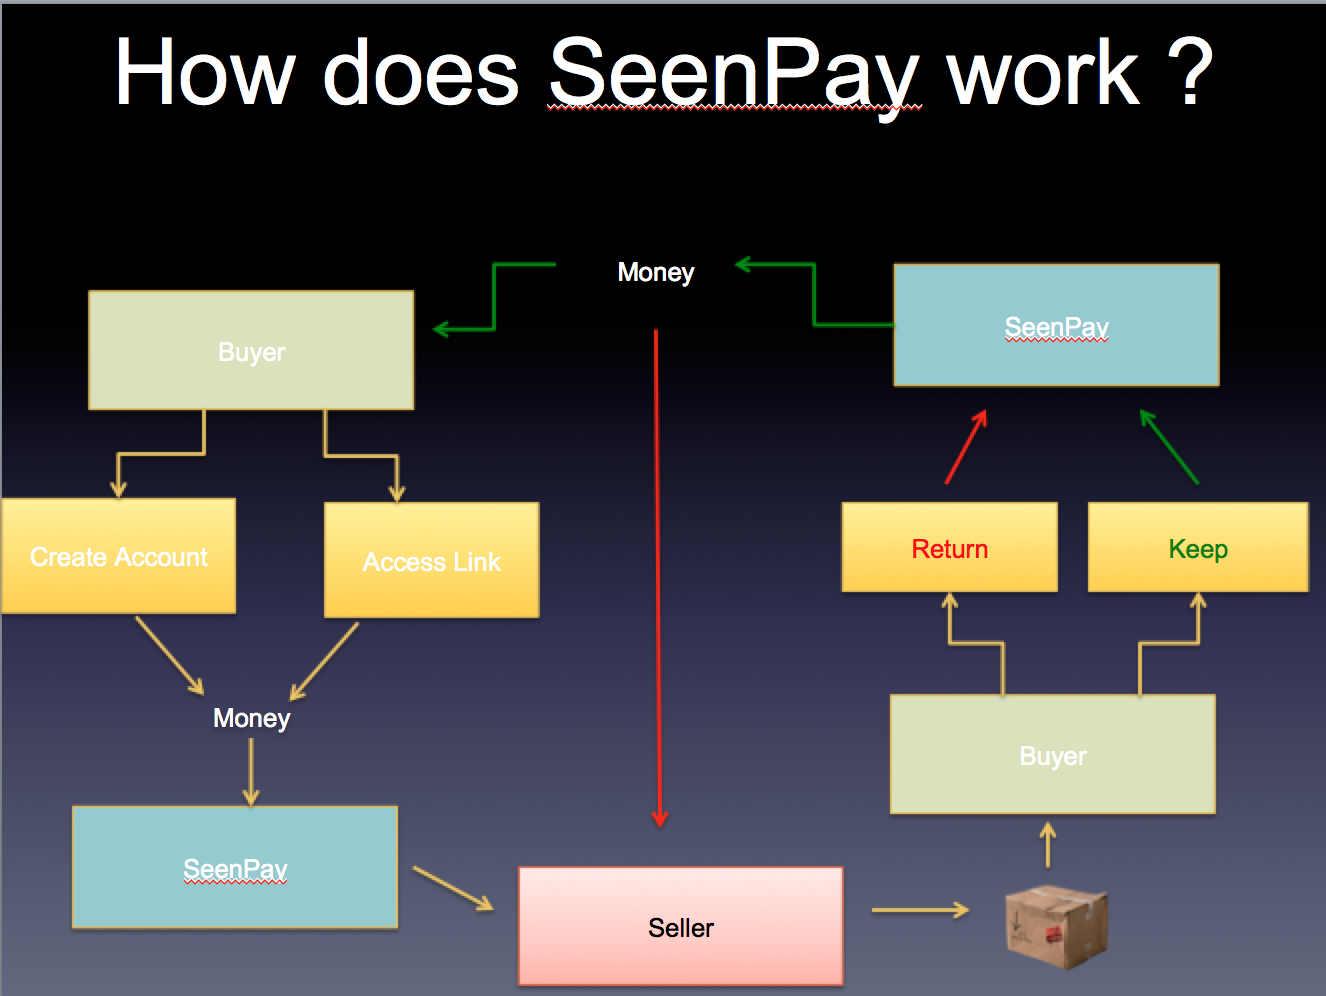 How does SeenPay work ?
Money
SeenPay
Buyer
Create Account
Access Link
Return
Keep
Money
Buyer
SeenPay
Seller